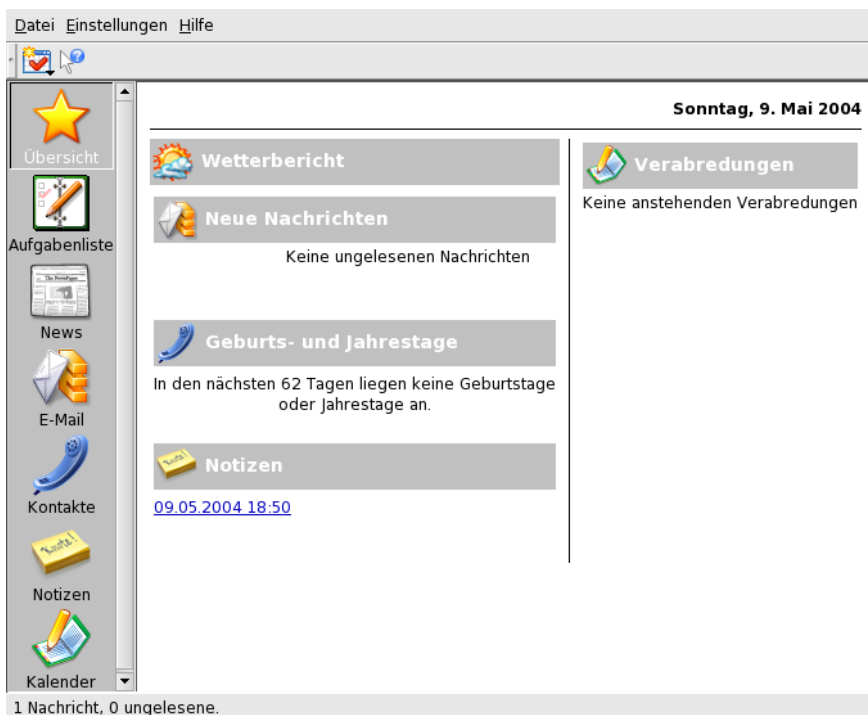 Datei Einstellungen Hilfe
Übersicht
Aufgabenliste
The NewsPaper
News
E-Mail
Kontakte
Notizen
Kalender
Sonntag, 9. Mai 2004
Wetterbericht
Neue Nachrichten
Keine ungelesenen Nachrichten
Geburts- und Jahrestage
In den nächsten 62 Tagen liegen keine Geburtstage
oder Jahrestage an.
Notizen
09.05.2004 18:50
Verabredungen
Keine anstehenden Verabredungen
1 Nachricht, 0 ungelesene.